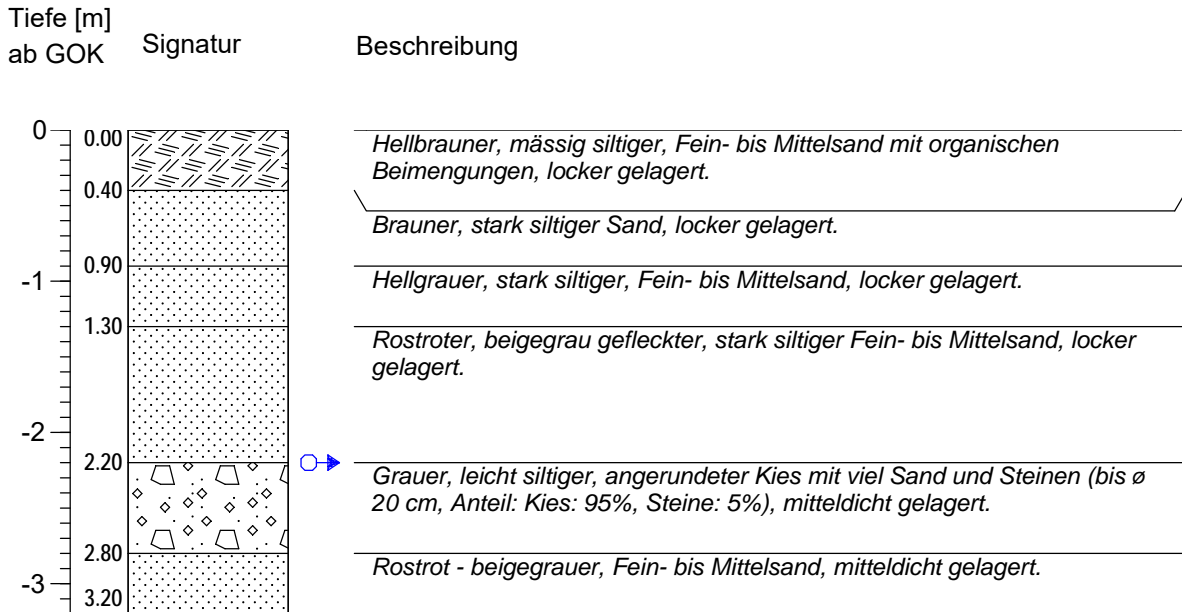 Tiefe [m]
ab GOK
Signatur
Beschreibung
0
0.00
Hellbrauner, mässig siltiger, Fein- bis Mittelsand mit organischen
Beimengungen, locker gelagert.
0.40
Brauner, stark siltiger Sand, locker gelagert.
0.90
-1
Hellgrauer, stark siltiger, Fein- bis Mittelsand, locker gelagert.
1.30
Rostroter, beigegrau gefleckter, stark siltiger Fein- bis Mittelsand, locker
gelagert.
-2
2.20
Grauer, leicht siltiger, angerundeter Kies mit viel Sand und Steinen (bis ø
20 cm, Anteil: Kies: 95%, Steine: 5%), mitteldicht gelagert.
2.80
Rostrot - beigegrauer, Fein- bis Mittelsand, mitteldicht gelagert.
-3
3.20